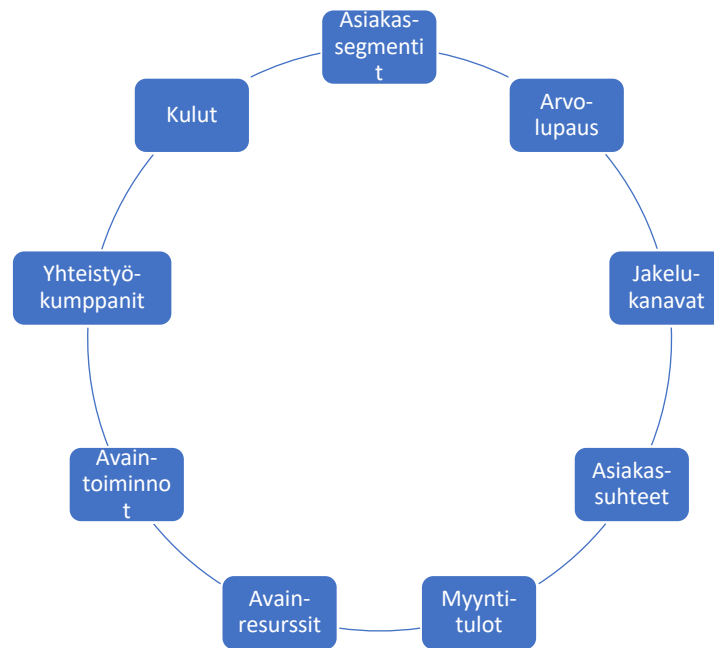 Asiakas-
segmenti
t
Arvo-
lupaus
Jakelu-
kanavat
Asiakas-
suhteet
Myynti-
tulot
Avain-
resurssit
Avain-
toiminno
t
Yhteistyö-
kumppanit
Kulut